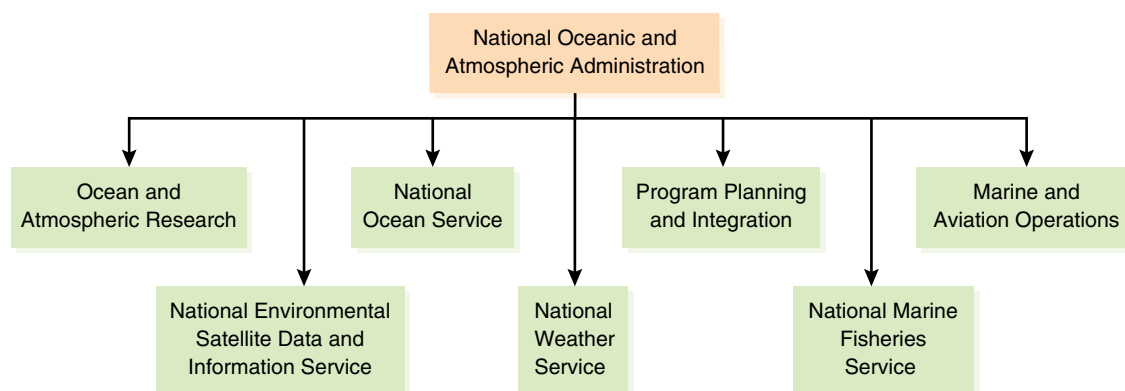 National Oceanic and
Atmospheric Administration
Ocean and
Atmospheric Research
National
Ocean Service
Program Planning
and Integration
Marine and
Aviation Operations
National Environmental
Satellite Data and
Information Service
National
Weather
Service
National Marine
Fisheries
Service